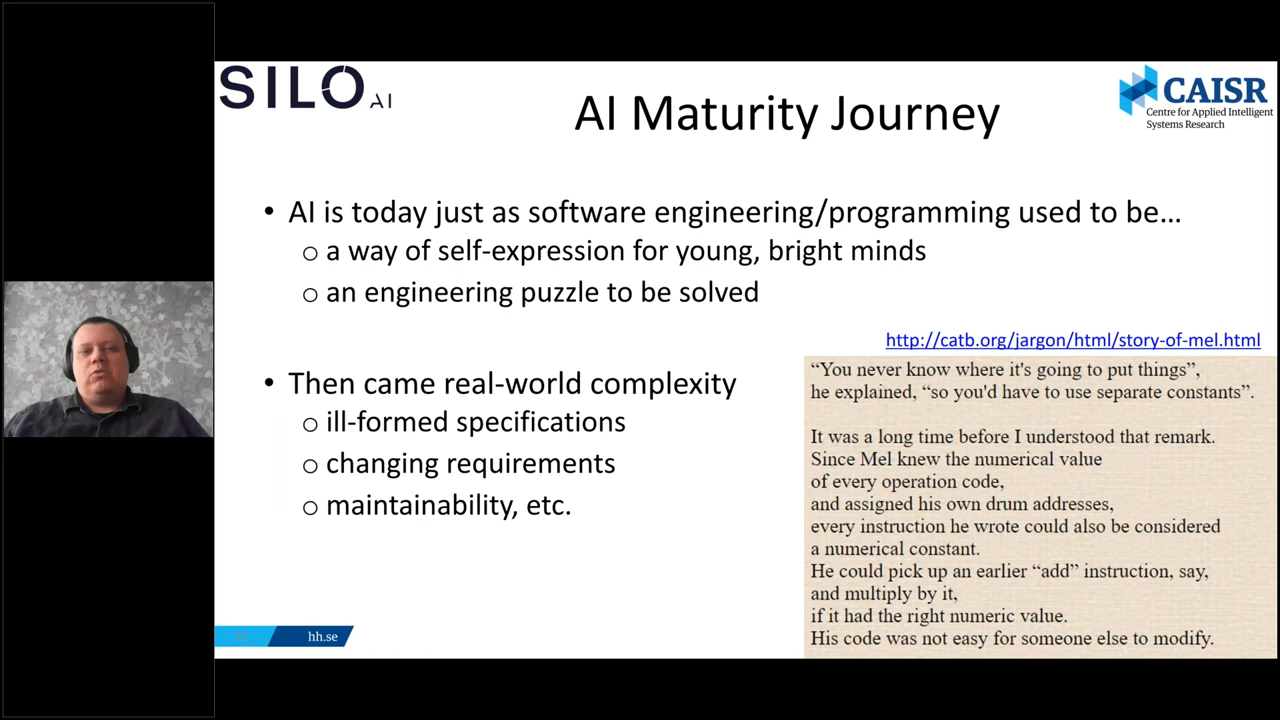 SILO AI
AI Maturity Journey
CAISR
Centre for Applied Intelligent
Systems Research
• AI is today just as software engineering/programming used to be…
o a way of self-expression for young, bright minds
o an engineering puzzle to be solved
http://catb.org/jargon/html/story-of-mel.html
• Then came real-world complexity
o ill-formed specifications
o changing requirements
o maintainability, etc.
“You never know where it's going to put things”,
he explained, “so you'd have to use separate constants”.
It was a long time before I understood that remark.
Since Mel knew the numerical value
of every operation code,
and assigned his own drum addresses,
every instruction he wrote could also be considered
a numerical constant.
He could pick up an earlier “add” instruction, say,
and multiply by it,
if it had the right numeric value.
His code was not easy for someone else to modify.
hh.se